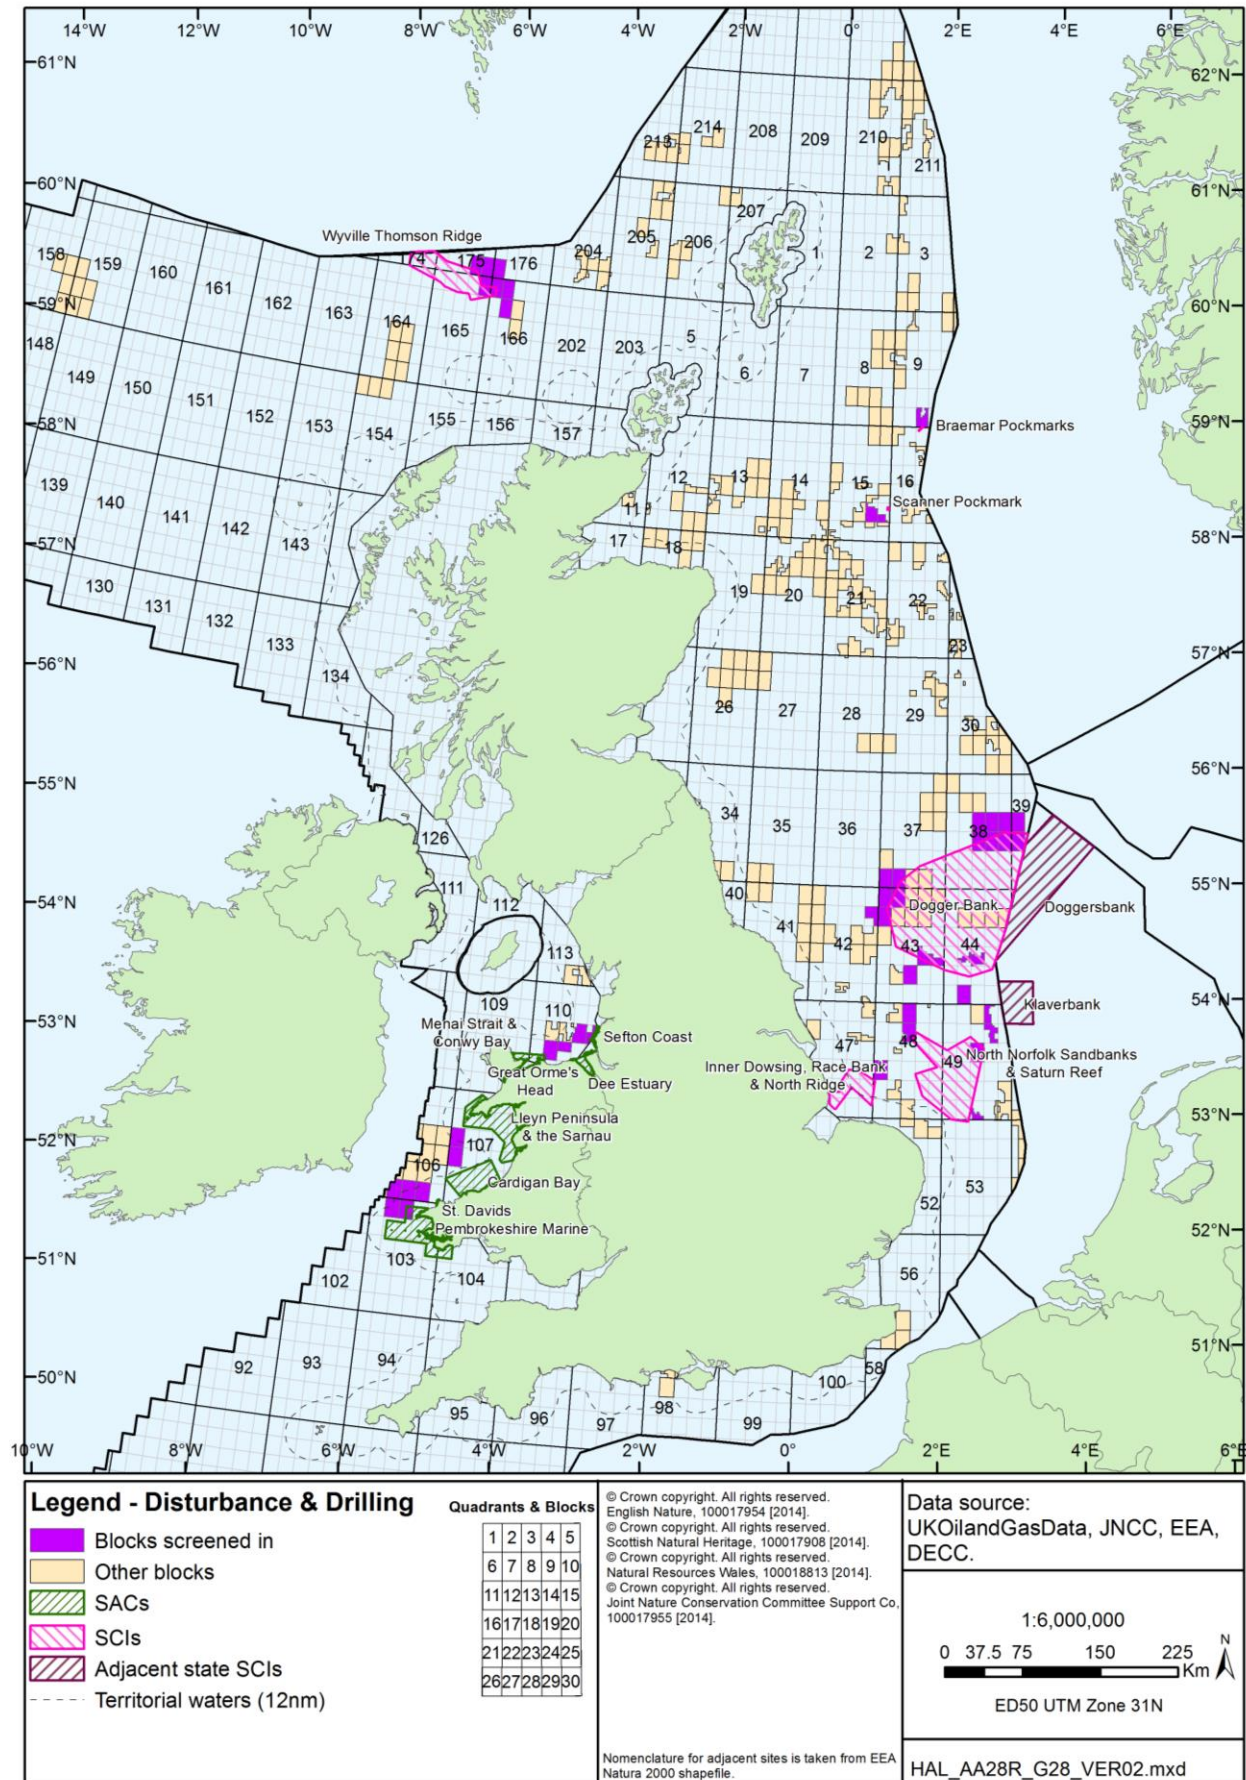 14°W 12°W 10°W 8°W 6°W 4°W 2°W 0° 2°E 4°E 6°E
61°N
62°N
214
208
209
210
213
211
60°N
61°N
Wyville Thomson Ridge
207
204
205
206
1
2
3
158
159
160
161
162
163
4
175
176
59°N
60°N
164
165
166
202
203
5
6
7
8
9
148
149
150
151
152
153
154
155
156
157
58°N
59°N
Braemar Pockmarks
139
140
141
142
143
11
12
13
14
15
16
Scanner Pockmark
57°N
58°N
17
18
19
20
21
22
23
130
131
132
133
134
56°N
57°N
26
27
28
29
30
55°N
56°N
126
34
35
36
37
38
39
54°N
55°N
111
112
113
40
41
42
43
44
Dogger Bank
Doggersbank
53°N
54°N
109
110
Klaverbank
Menai Strait &
Conwy Bay
Sefton Coast
47
48
49
Great Orme's
Head
Dee Estuary
Inner Dowsing, Race Bank
& North Ridge
North Norfolk Sandbanks
& Saturn Reef
52°N
53°N
Lleyn Peninsula
& the Sarnau
106
107
Cardigan Bay
52
53
St. Davids
Pembrokeshire Marine
51°N
52°N
102
103
104
56
50°N
51°N
92
93
94
95
96
97
98
99
100
58
10°W 8°W 6°W 4°W 2°W 0° 2°E 4°E 6°E
Legend - Disturbance & Drilling
Blocks screened in
Other blocks
SACs
SCIs
Adjacent state SCIs
Territorial waters (12nm)
Quadrants & Blocks
1 2 3 4 5
6 7 8 9 10
11 12 13 14 15
16 17 18 19 20
21 22 23 24 25
26 27 28 29 30
© Crown copyright. All rights reserved.
English Nature, 100017954 [2014].
© Crown copyright. All rights reserved.
Scottish Natural Heritage, 100017908 [2014].
© Crown copyright. All rights reserved.
Natural Resources Wales, 100018813 [2014].
© Crown copyright. All rights reserved.
Joint Nature Conservation Committee Support Co,
100017955 [2014].
Nomenclature for adjacent sites is taken from EEA
Natura 2000 shapefile.
Data source:
UKOilandGasData, JNCC, EEA,
DECC.
1:6,000,000
0 37.5 75 150 225
Km
N
ED50 UTM Zone 31N
HAL_AA28R_G28_VER02.mxd